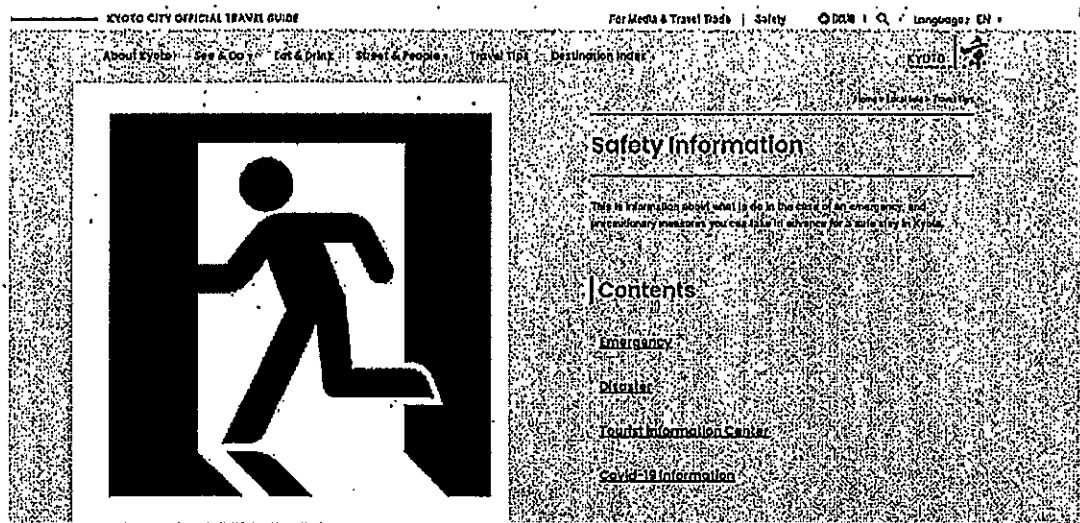 KYOTO CITY OFFICIAL TRAVEL GUIDE
For Media & Travel Trade | Safety
Language: EN
About Kyoto See & Do Eat & Drink Street & People Travel Tips Destination Index
KYOTO
Travel Tips
Safety Information
This is information about what to do in the case of an emergency, and
precautionary measures you can take in advance for a safe stay in Kyoto.
Contents
Emergency
Disaster
Tourist Information Center
Covid-19 Information